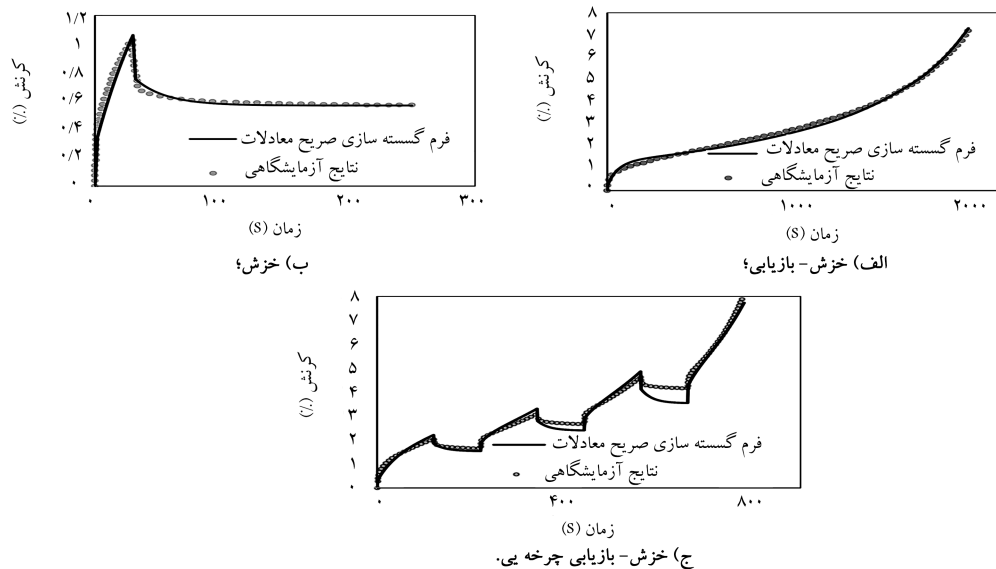 ۸
۷
۶
۵
۴
۳
۲
۱
۰
کرنش (٪)
فرم گسسته سازی صریح معادلات
نتایج آزمایشگاهی
۰
1۰۰۰
۲۰۰۰
زمان (S)
الف) خزش- بازیابی؛
۱/۲
۱
۰/۸
۰/۶
۰/۴
۰/۲
۰
کرنش (٪)
فرم گسسته سازی صریح معادلات
نتایج آزمایشگاهی
۰
۱۰۰
۲۰۰
۳۰۰
زمان (S)
ب) خزش؛
۸
۷
۶
۵
۴
۳
۲
۱
۰
کرنش (٪)
فرم گسسته سازی صریح معادلات
نتایج آزمایشگاهی
۰
۴۰۰
۸۰۰
زمان (S)
ج) خزش- بازیابی چرخه یی.